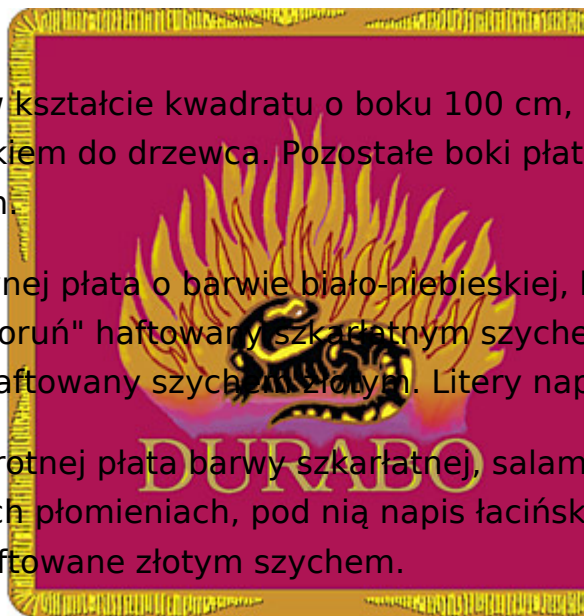 kształcie kwadratu o boku 100 cm,
kiem do drzewca. Pozostałe boki płat
nej płata o barwie biało-niebieskiej,
oruń" haftowany szkarłatnym szyche
aftowany szychem złotym. Litery nap
rotnej płata barwy szkarłatnej, salam
DURABO
ch płomieniach, pod nią napis łacińsk
ftowane złotym szychem.